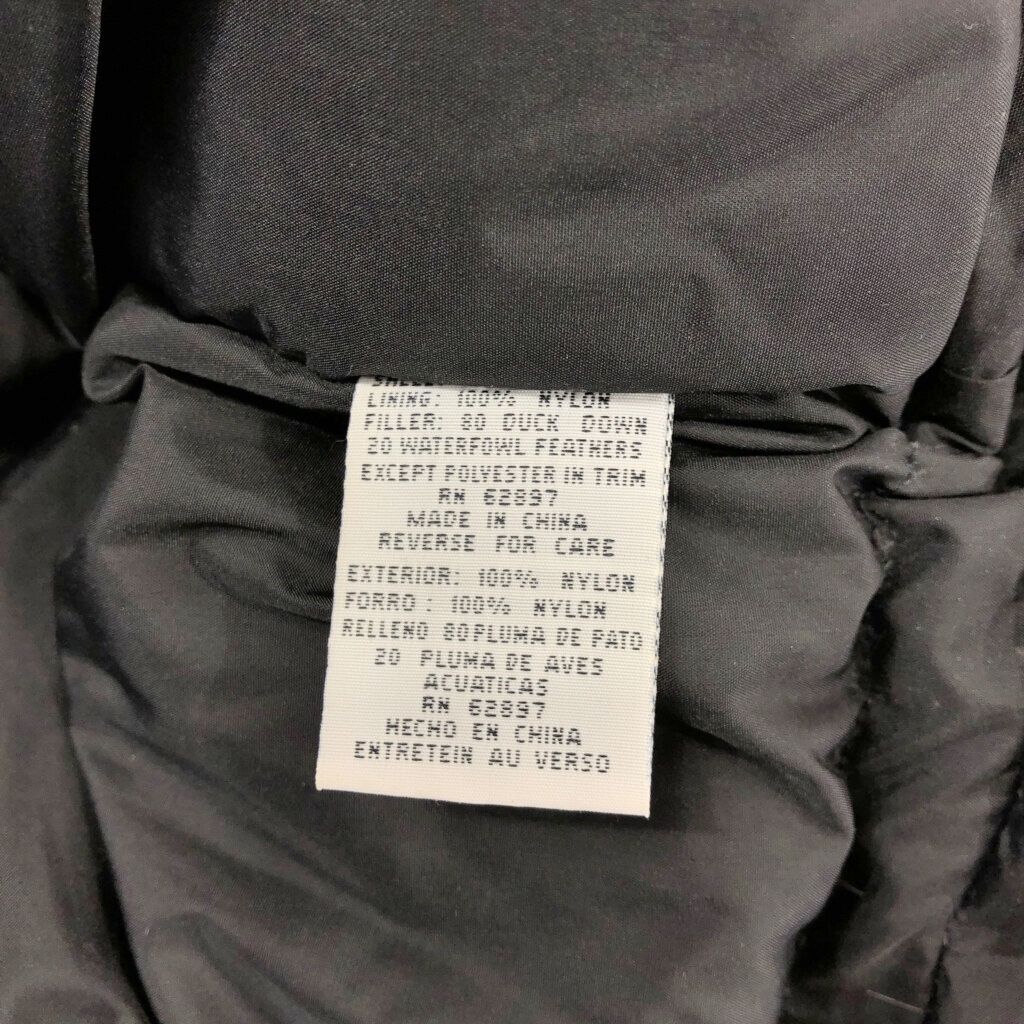 LINING: 100% NYLON
FILLER: 80 DUCK DOWN
20 WATERFOWL FEATHERS
EXCEPT POLYESTER IN TRIM
RN 62897
MADE IN CHINA
REVERSE FOR CARE
EXTERIOR: 100% NYLON
FORRO : 100% NYLON
RELLENO 80 PLUMA DE PATO
20 PLUMA DE AVES
ACUATICAS
RN 62897
HECHO EN CHINA
ENTRETEIN AU VERSO